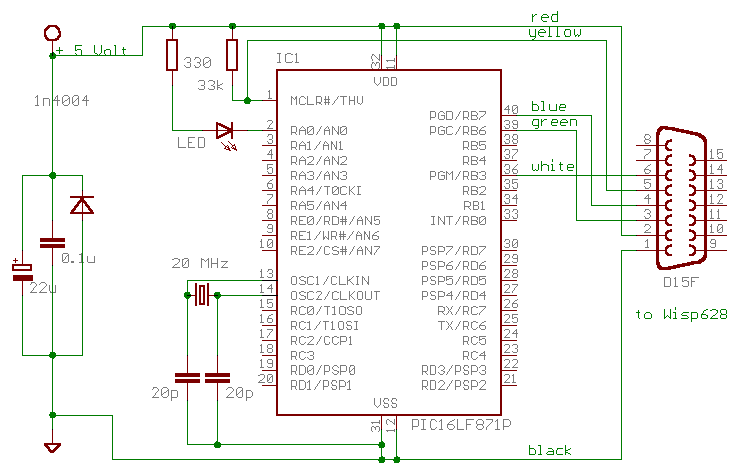 red
yellow
+ 5 Volt
330
33k
1n4004
IC1
32
11
VDD
1
MCLR#/THV
2
RA0/AN0
3
RA1/AN1
4
RA2/AN2
5
RA3/AN3
6
RA4/T0CKI
7
RA5/AN4
8
RE0/RD#/AN5
9
RE1/WR#/AN6
10
RE2/CS#/AN7
LED
0.1u
22u
20 MHz
13
OSC1/CLKIN
14
OSC2/CLKOUT
15
RC0/T1OSO
16
RC1/T1OSI
17
RC2/CCP1
18
RC3
19
RD0/PSP0
20
RD1/PSP1
20p
20p
PGD/RB7
40
blue
PGC/RB6
39
green
RB5
38
RB4
37
PGM/RB3
36
white
RB2
35
RB1
34
INT/RB0
33
PSP7/RD7
30
PSP6/RD6
29
PSP5/RD5
28
PSP4/RD4
27
RX/RC7
26
TX/RC6
25
RC5
24
RC4
23
RD3/PSP3
22
RD2/PSP2
21
VSS
31
12
PIC16LF871P
black
8
7
6
5
4
3
2
1
15
14
13
12
11
10
9
D15F
to Wisp628